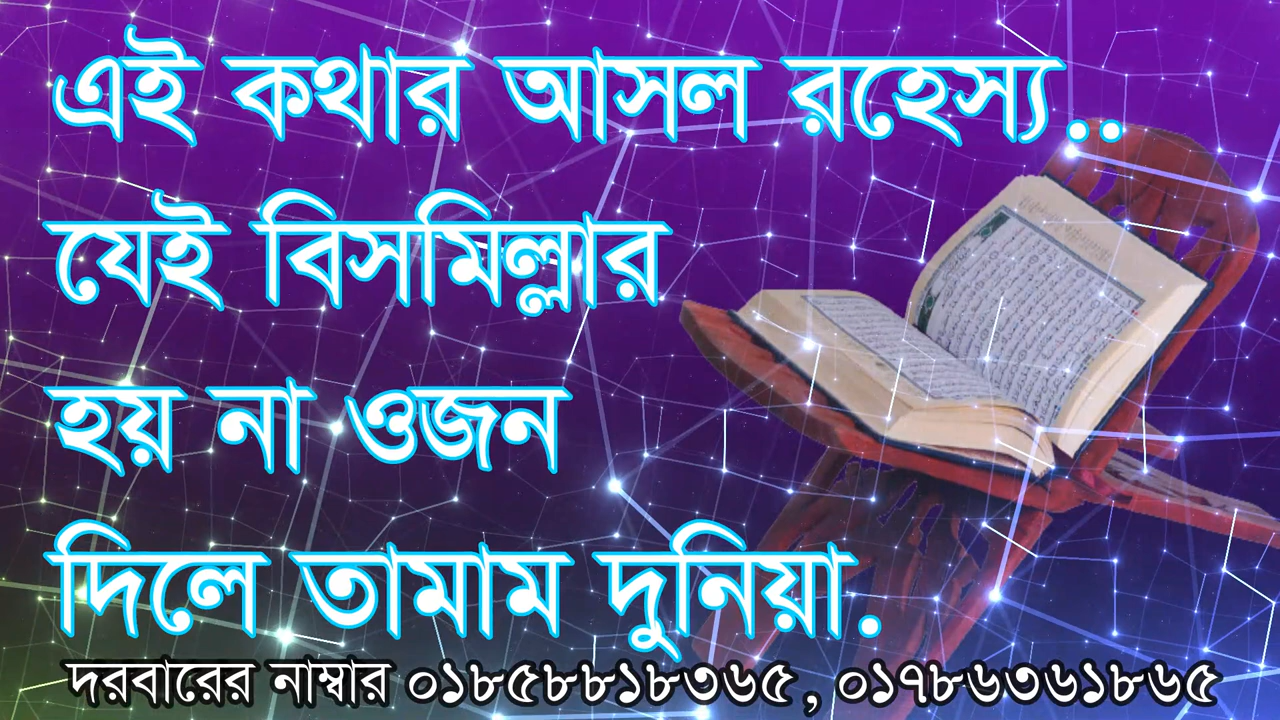 এই কথার আসল রহেস্য..
যেই বিসমিল্লার
হয় না ওজন
দিলে তামাম দুনিয়া.
দরবারের নাম্বার ০১৮৫৮৮১৮৩৬৫, ০১৭৮৬৩৬১৮৬৫